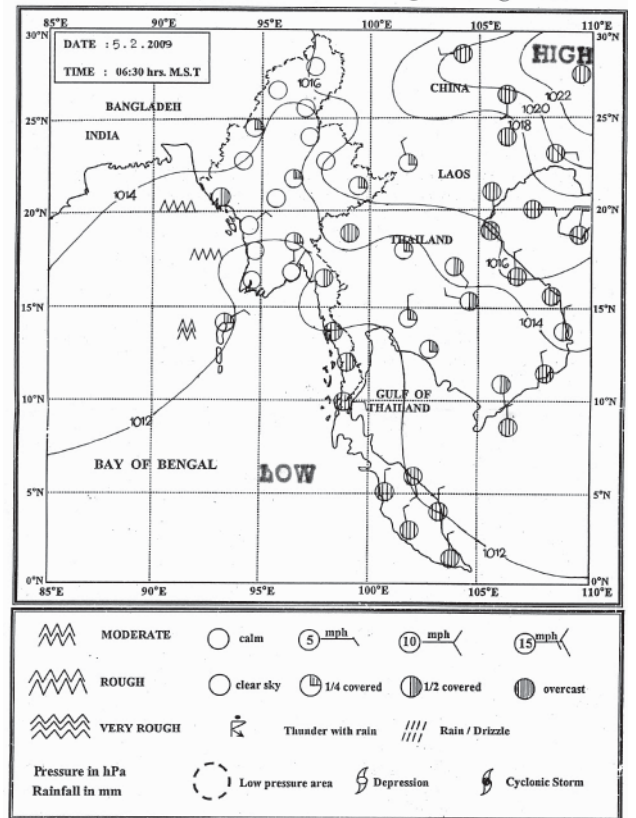 DATE : 5.2.2009
TIME : 06:30 hrs. M.S.T
30°N
95°E
100°E
105°E
110°E
30°N
HIGH
1016
CHINA
1022
1020
1018
BANGLADEH
INDIA
25°N
25°N
LAOS
1014
20°N
20°N
THAILAND
1016
15°N
15°N
1014
GULF OF
THAILAND
10°N
10°N
1012
BAY OF BENGAL
LOW
5°N
5°N
1012
0°N
0°N
85°E
90°E
95°E
100°E
105°E
110°E
MODERATE
calm
5 mph
10 mph
15 mph
ROUGH
clear sky
1/4 covered
1/2 covered
overcast
VERY ROUGH
Thunder with rain
Rain / Drizzle
Pressure in hPa
Rainfall in mm
Low pressure area
Depression
Cyclonic Storm